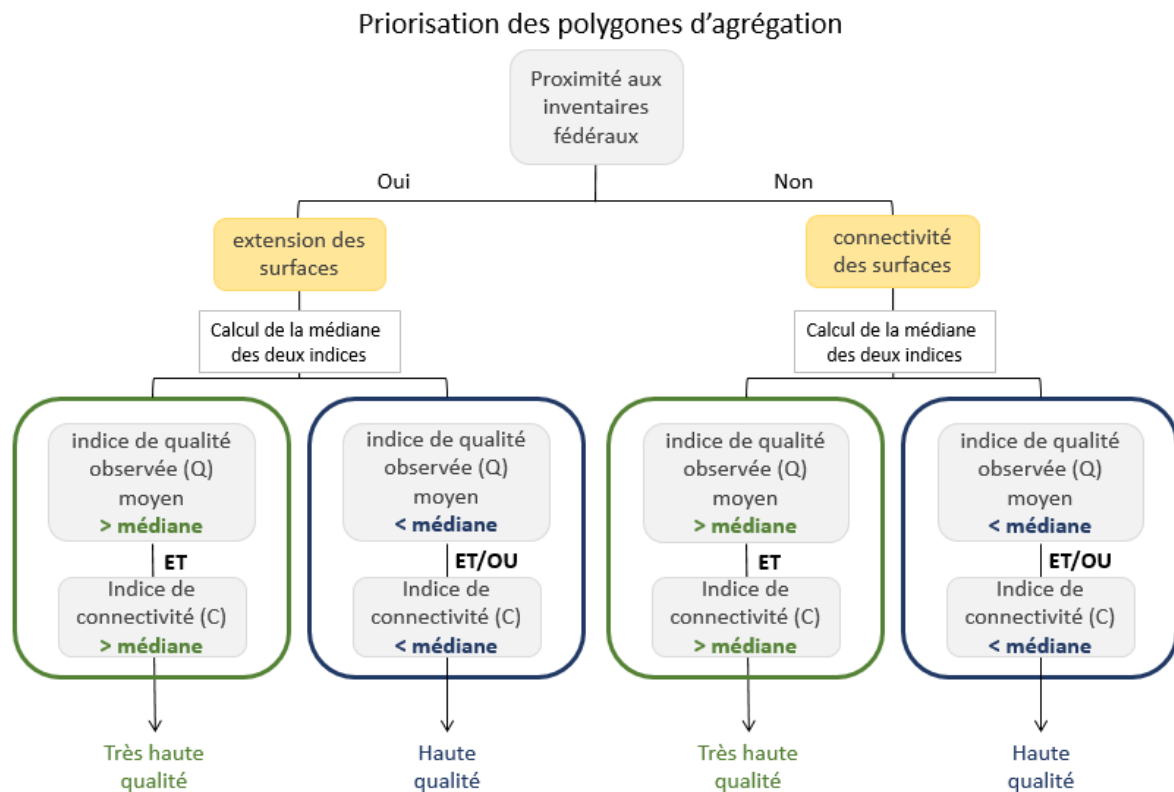 Priorisation des polygones d'agrégation
Proximité aux
inventaires
fédéraux
Oui
Non
extension des
surfaces
connectivité
des surfaces
Calcul de la médiane
des deux indices
Calcul de la médiane
des deux indices
indice de qualité
observée (Q)
moyen
> médiane
ET
Indice de
connectivité (C)
> médiane
indice de qualité
observée (Q)
moyen
< médiane
ET/OU
Indice de
connectivité (C)
< médiane
indice de qualité
observée (Q)
moyen
> médiane
ET
Indice de
connectivité (C)
> médiane
indice de qualité
observée (Q)
moyen
< médiane
ET/OU
Indice de
connectivité (C)
< médiane
Très haute
qualité
Haute
qualité
Très haute
qualité
Haute
qualité